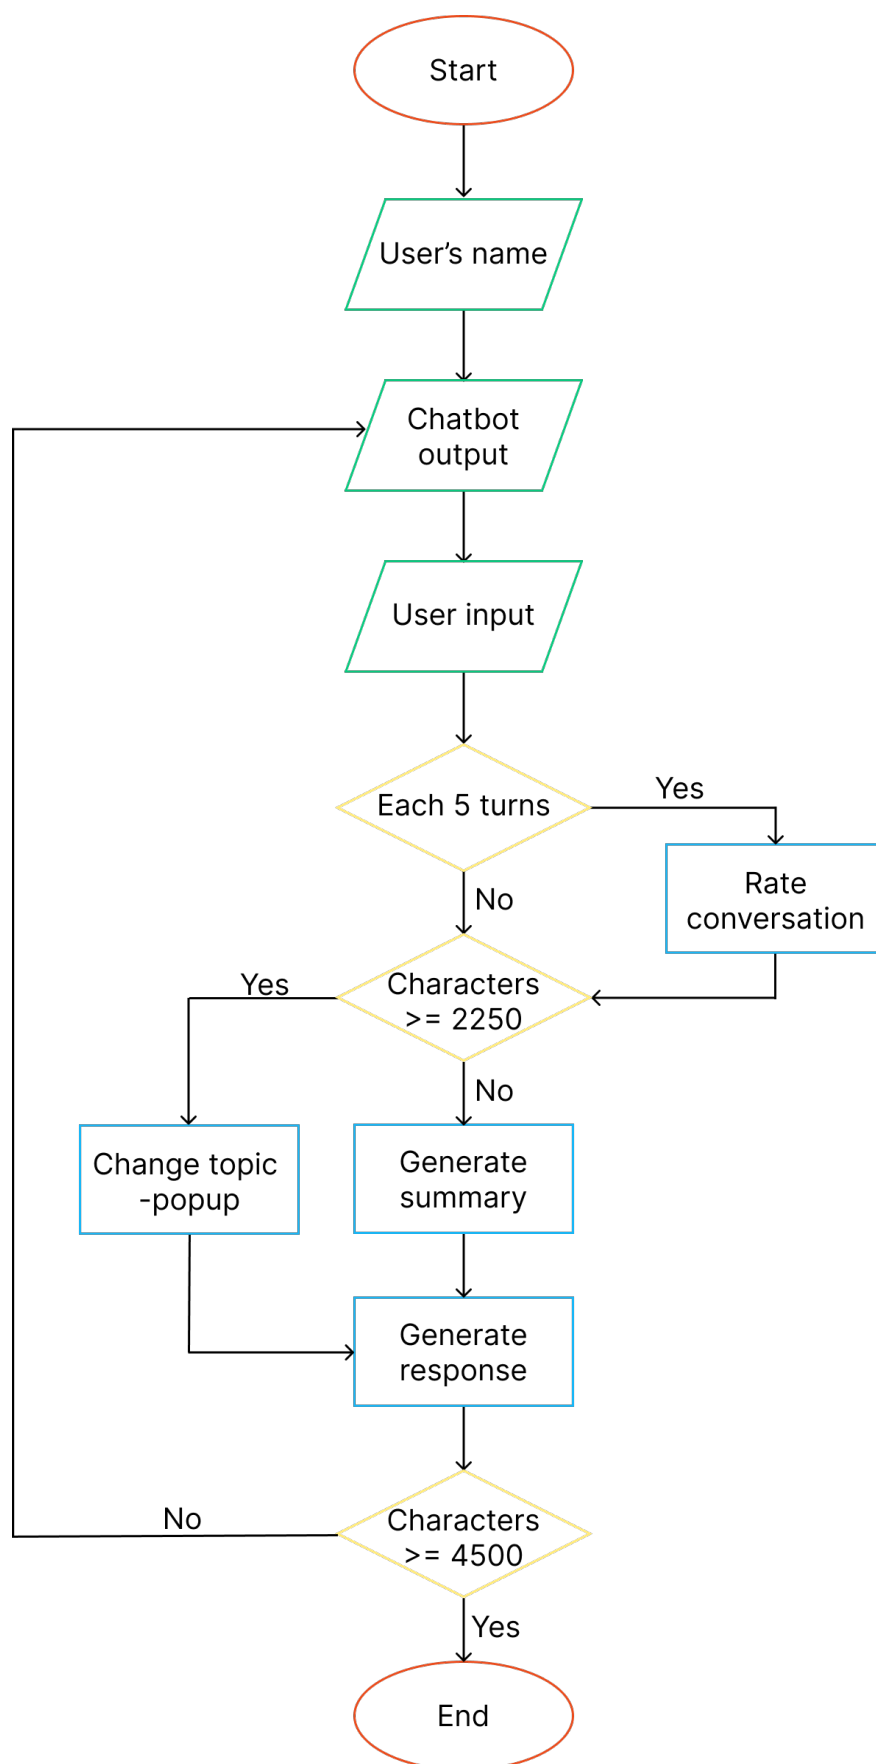 Start
User’s name
Chatbot
output
User input
Each 5 turns
Yes
Rate
conversation
No
Characters
>= 2250
Yes
No
Change topic
-popup
Generate
summary
Generate
response
Characters
>= 4500
No
Yes
End